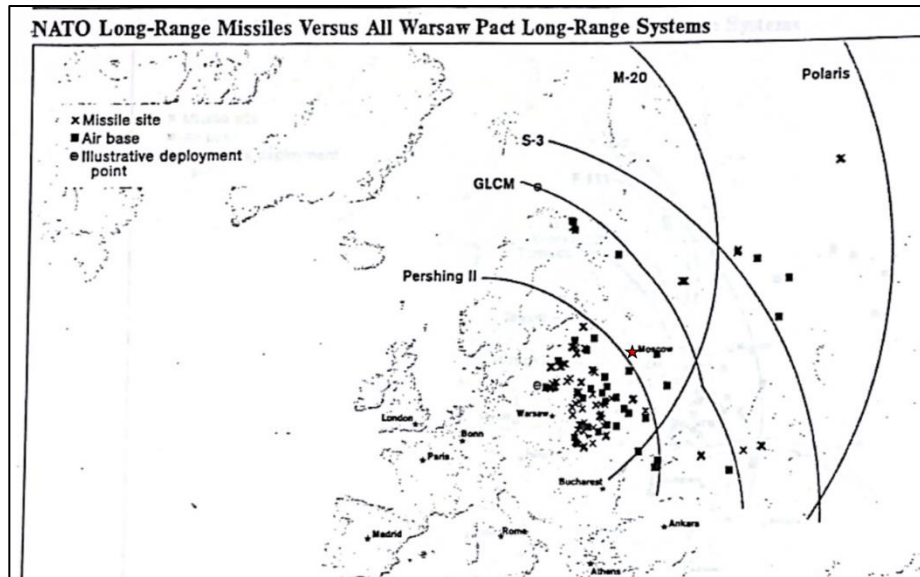 NATO Long-Range Missiles Versus All Warsaw Pact Long-Range Systems
M-20
Polaris
× Missile site
■ Air base
Illustrative deployment
point
S-3
GLCM
Pershing II
Moscow
Warsaw
London
Bonn
Paris
Bucharest
Ankara
Madrid
Rome
Athens